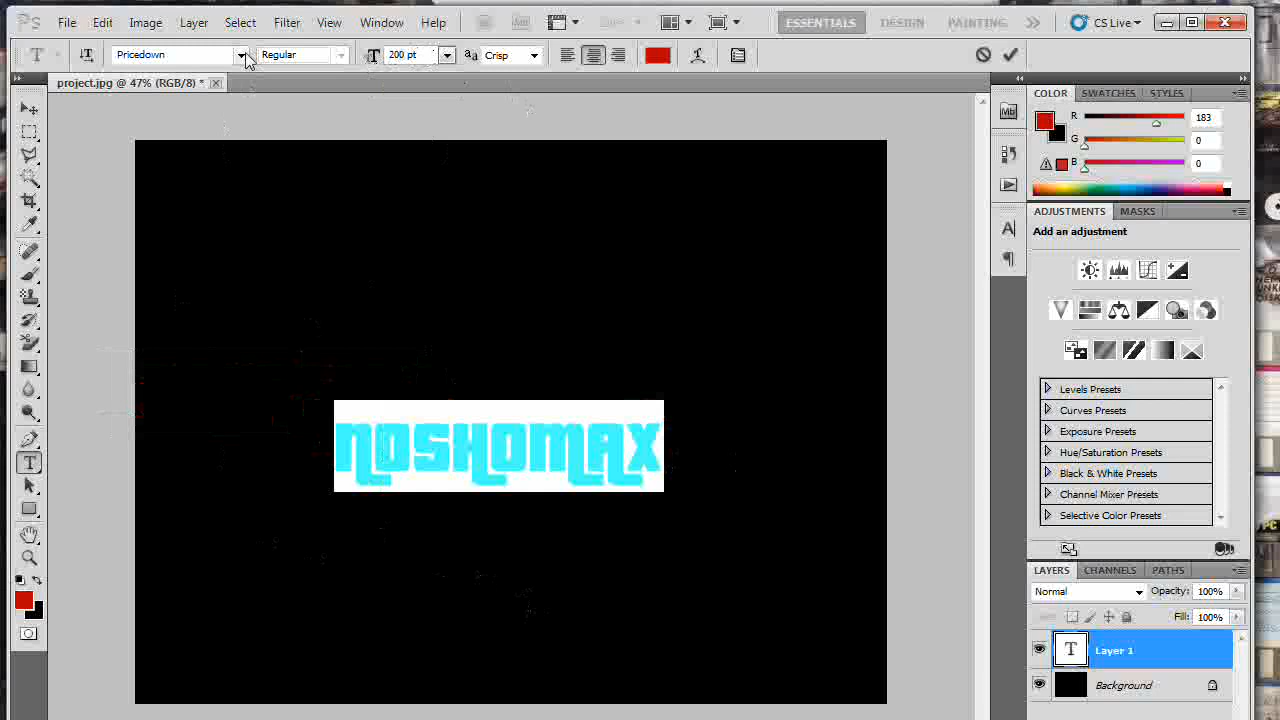 Ps File Edit Image Layer Select Filter View Window Help ESSENTIALS DESIGN PAINTING CS Live
T Pricedown Regular 200 pt aa Crisp
project.jpg @ 47% (RGB/8) *
COLOR SWATCHES STYLES
Mb
R 183
G 0
B 0
ADJUSTMENTS MASKS
Add an adjustment
A
NOSHOMAX
Levels Presets
Curves Presets
Exposure Presets
Hue/Saturation Presets
Black & White Presets
Channel Mixer Presets
Selective Color Presets
T
LAYERS CHANNELS PATHS
Normal Opacity: 100%
Fill: 100%
T Layer 1
Background